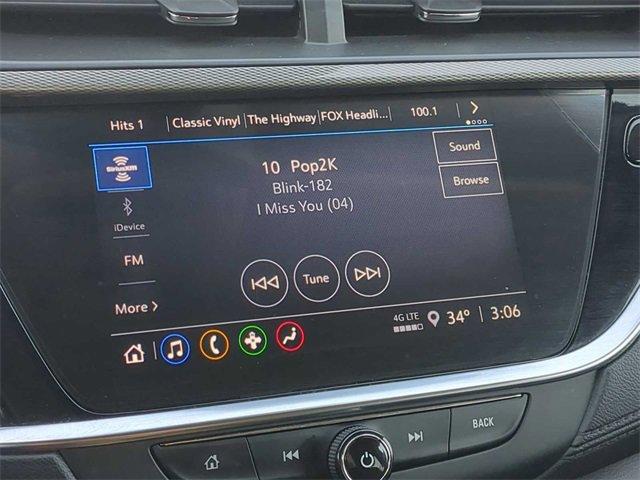 Hits 1 Classic Vinyl The Highway FOX Headli... 100.1
SiriusXM
10 Pop2K
Blink-182
I Miss You (04)
Sound
Browse
iDevice
FM
More
Tune
4G LTE 34° 3:06
BACK